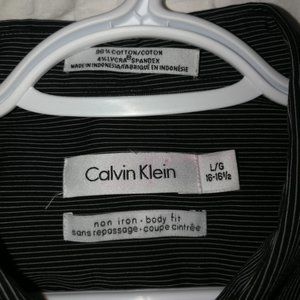 96% COTTON/COTON
4% LYCRA® SPANDEX
MADE IN INDONESIA/FABRIQUÉ EN INDONÉSIE
Calvin Klein
L/G
16-16½
non iron • body fit
sans repassage • coupe cintrée